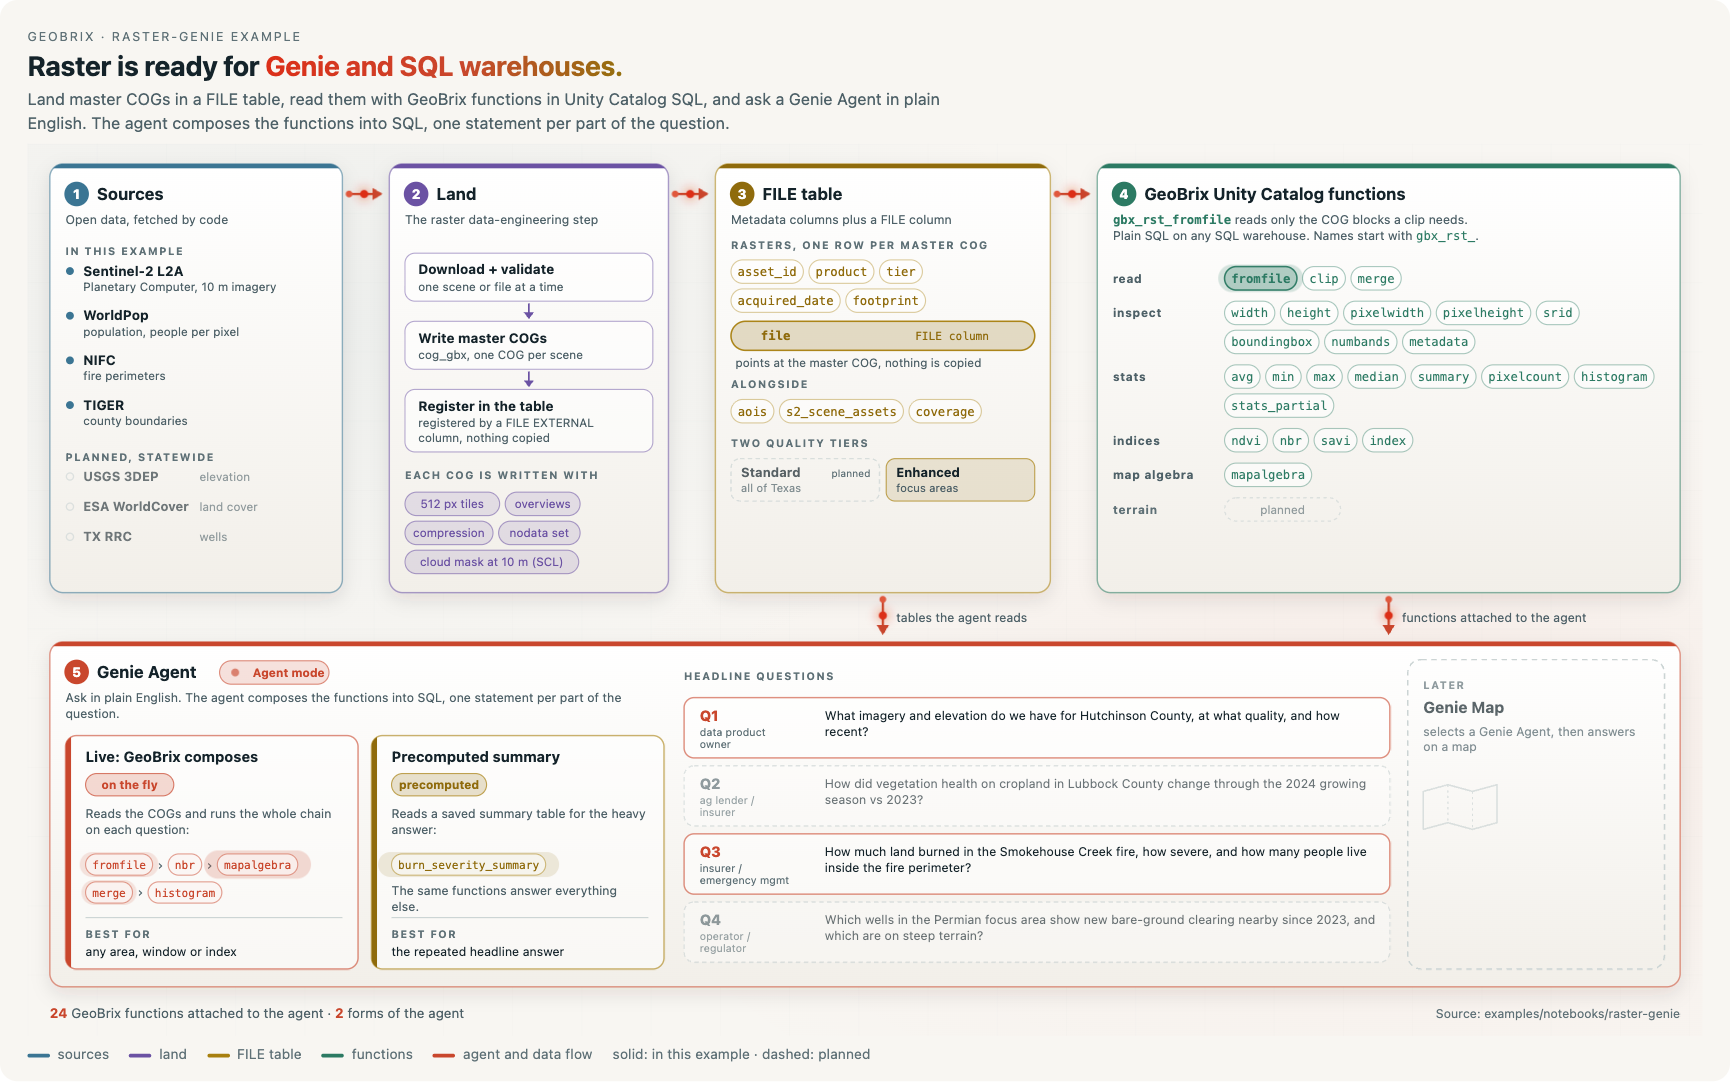 GEOBRIX · RASTER-GENIE EXAMPLE
Raster is ready for Genie and SQL warehouses.
Land master COGs in a FILE table, read them with GeoBrix functions in Unity Catalog SQL, and ask a Genie Agent in plain
English. The agent composes the functions into SQL, one statement per part of the question.
1 Sources
Open data, fetched by code
IN THIS EXAMPLE
Sentinel-2 L2A
Planetary Computer, 10 m imagery
WorldPop
population, people per pixel
NIFC
fire perimeters
TIGER
county boundaries
PLANNED, STATEWIDE
USGS 3DEP elevation
ESA WorldCover land cover
TX RRC wells
2 Land
The raster data-engineering step
Download + validate
one scene or file at a time
Write master COGs
cog_gbx, one COG per scene
Register in the table
registered by a FILE EXTERNAL
column, nothing copied
EACH COG IS WRITTEN WITH
512 px tiles overviews
compression nodata set
cloud mask at 10 m (SCL)
3 FILE table
Metadata columns plus a FILE column
RASTERS, ONE ROW PER MASTER COG
asset_id product tier
acquired_date footprint
file FILE column
points at the master COG, nothing is copied
ALONGSIDE
aois s2_scene_assets coverage
TWO QUALITY TIERS
Standard planned
all of Texas
Enhanced
focus areas
4 GeoBrix Unity Catalog functions
gbx_rst_fromfile reads only the COG blocks a clip needs.
Plain SQL on any SQL warehouse. Names start with gbx_rst_.
read fromfile clip merge
inspect width height pixelwidth pixelheight srid
boundingbox numbands metadata
stats avg min max median summary pixelcount histogram
stats_partial
indices ndvi nbr savi index
map algebra mapalgebra
terrain planned
tables the agent reads
functions attached to the agent
5 Genie Agent Agent mode
Ask in plain English. The agent composes the functions into SQL, one statement per part of the
question.
Live: GeoBrix composes
on the fly
Reads the COGs and runs the whole chain
on each question:
fromfile › nbr › mapalgebra
merge › histogram
BEST FOR
any area, window or index
Precomputed summary
precomputed
Reads a saved summary table for the heavy
answer:
burn_severity_summary
The same functions answer everything
else.
BEST FOR
the repeated headline answer
HEADLINE QUESTIONS
Q1
data product
owner
What imagery and elevation do we have for Hutchinson County, at what quality, and how
recent?
Q2
ag lender /
insurer
How did vegetation health on cropland in Lubbock County change through the 2024 growing
season vs 2023?
Q3
insurer /
emergency mgmt
How much land burned in the Smokehouse Creek fire, how severe, and how many people live
inside the fire perimeter?
Q4
operator /
regulator
Which wells in the Permian focus area show new bare-ground clearing nearby since 2023, and
which are on steep terrain?
LATER
Genie Map
selects a Genie Agent, then answers
on a map
24 GeoBrix functions attached to the agent · 2 forms of the agent
Source: examples/notebooks/raster-genie
sources land FILE table functions agent and data flow solid: in this example · dashed: planned